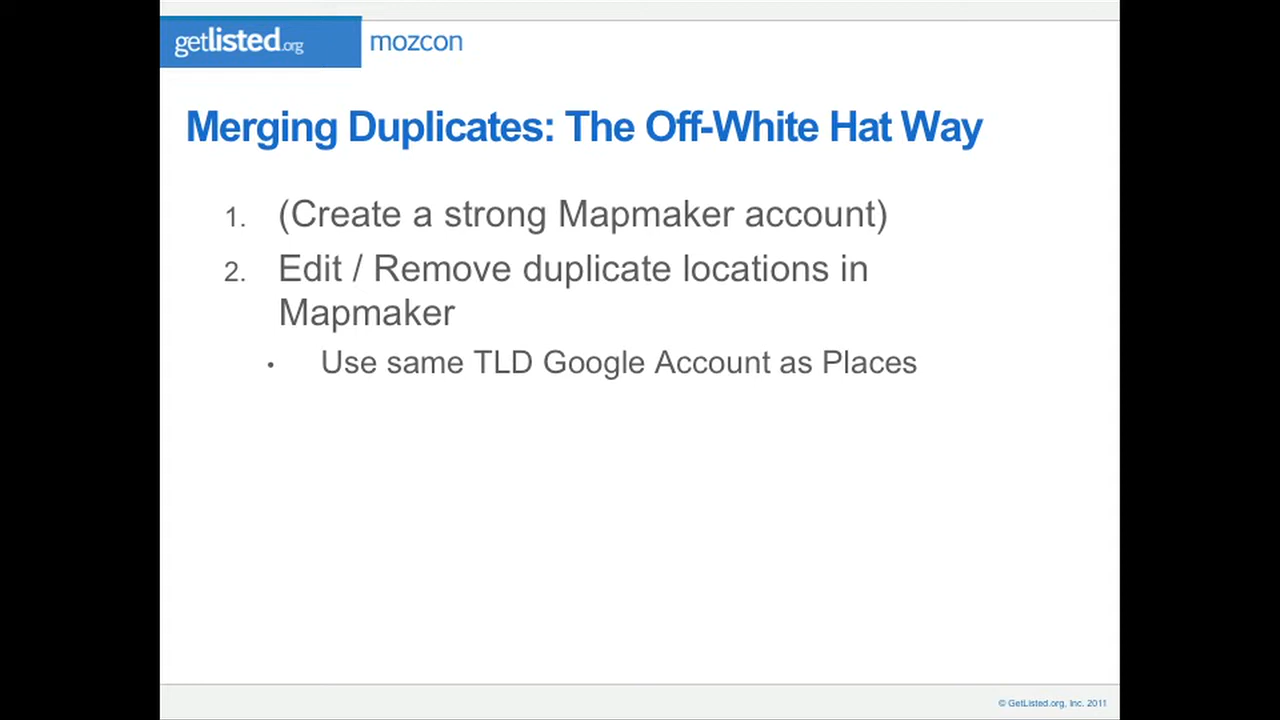 getlisted.org mozcon
Merging Duplicates: The Off-White Hat Way
1. (Create a strong Mapmaker account)
2. Edit / Remove duplicate locations in
Mapmaker
• Use same TLD Google Account as Places
© GetListed.org, Inc. 2011